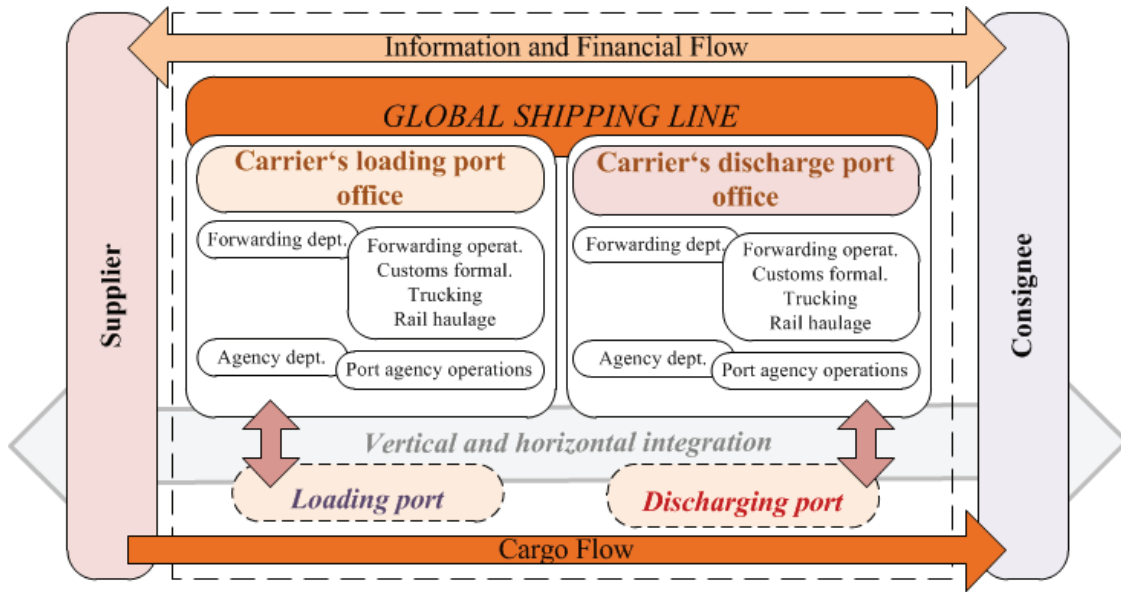 Information and Financial Flow
GLOBAL SHIPPING LINE
Carrier‘s loading port
office
Forwarding dept.
Forwarding operat.
Customs formal.
Trucking
Rail haulage
Agency dept.
Port agency operations
Carrier‘s discharge port
office
Forwarding dept.
Forwarding operat.
Customs formal.
Trucking
Rail haulage
Agency dept.
Port agency operations
Supplier
Consignee
Vertical and horizontal integration
Loading port
Discharging port
Cargo Flow